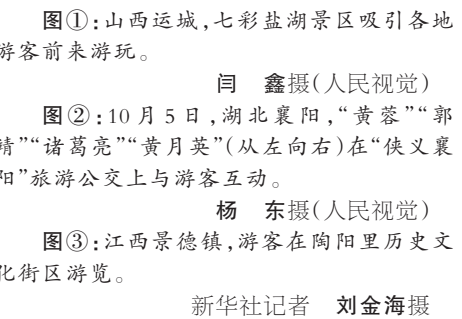 图①:山西运城,七彩盐湖景区吸引各地
游客前来游玩。
闫 鑫摄(人民视觉)
图②:10月5日,湖北襄阳,“黄蓉”“郭
靖”“诸葛亮”“黄月英”(从左向右)在“侠义襄
阳”旅游公交上与游客互动。
杨 东摄(人民视觉)
图③:江西景德镇,游客在陶阳里历史文
化街区游览。
新华社记者 刘金海摄